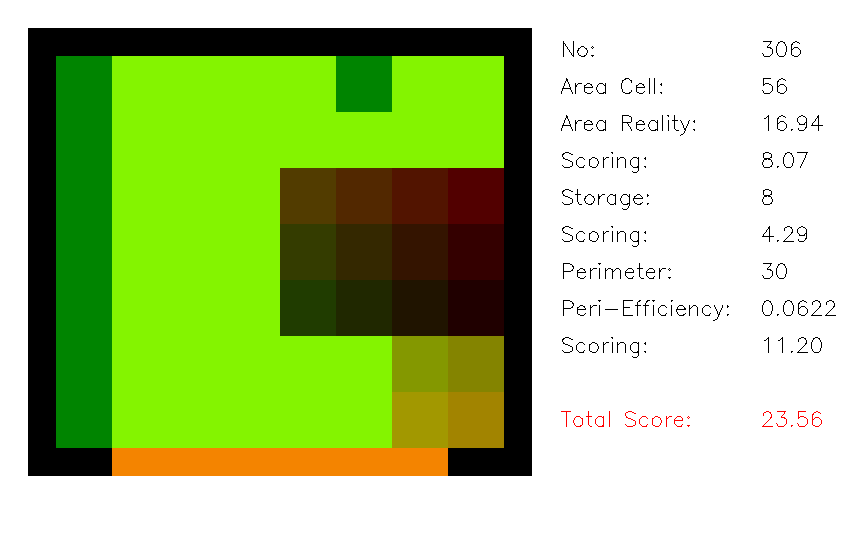 No: 306
Area Cell: 56
Area Reality: 16.94
Scoring: 8.07
Storage: 8
Scoring: 4.29
Perimeter: 30
Peri-Efficiency: 0.0622
Scoring: 11.20
Total Score: 23.56